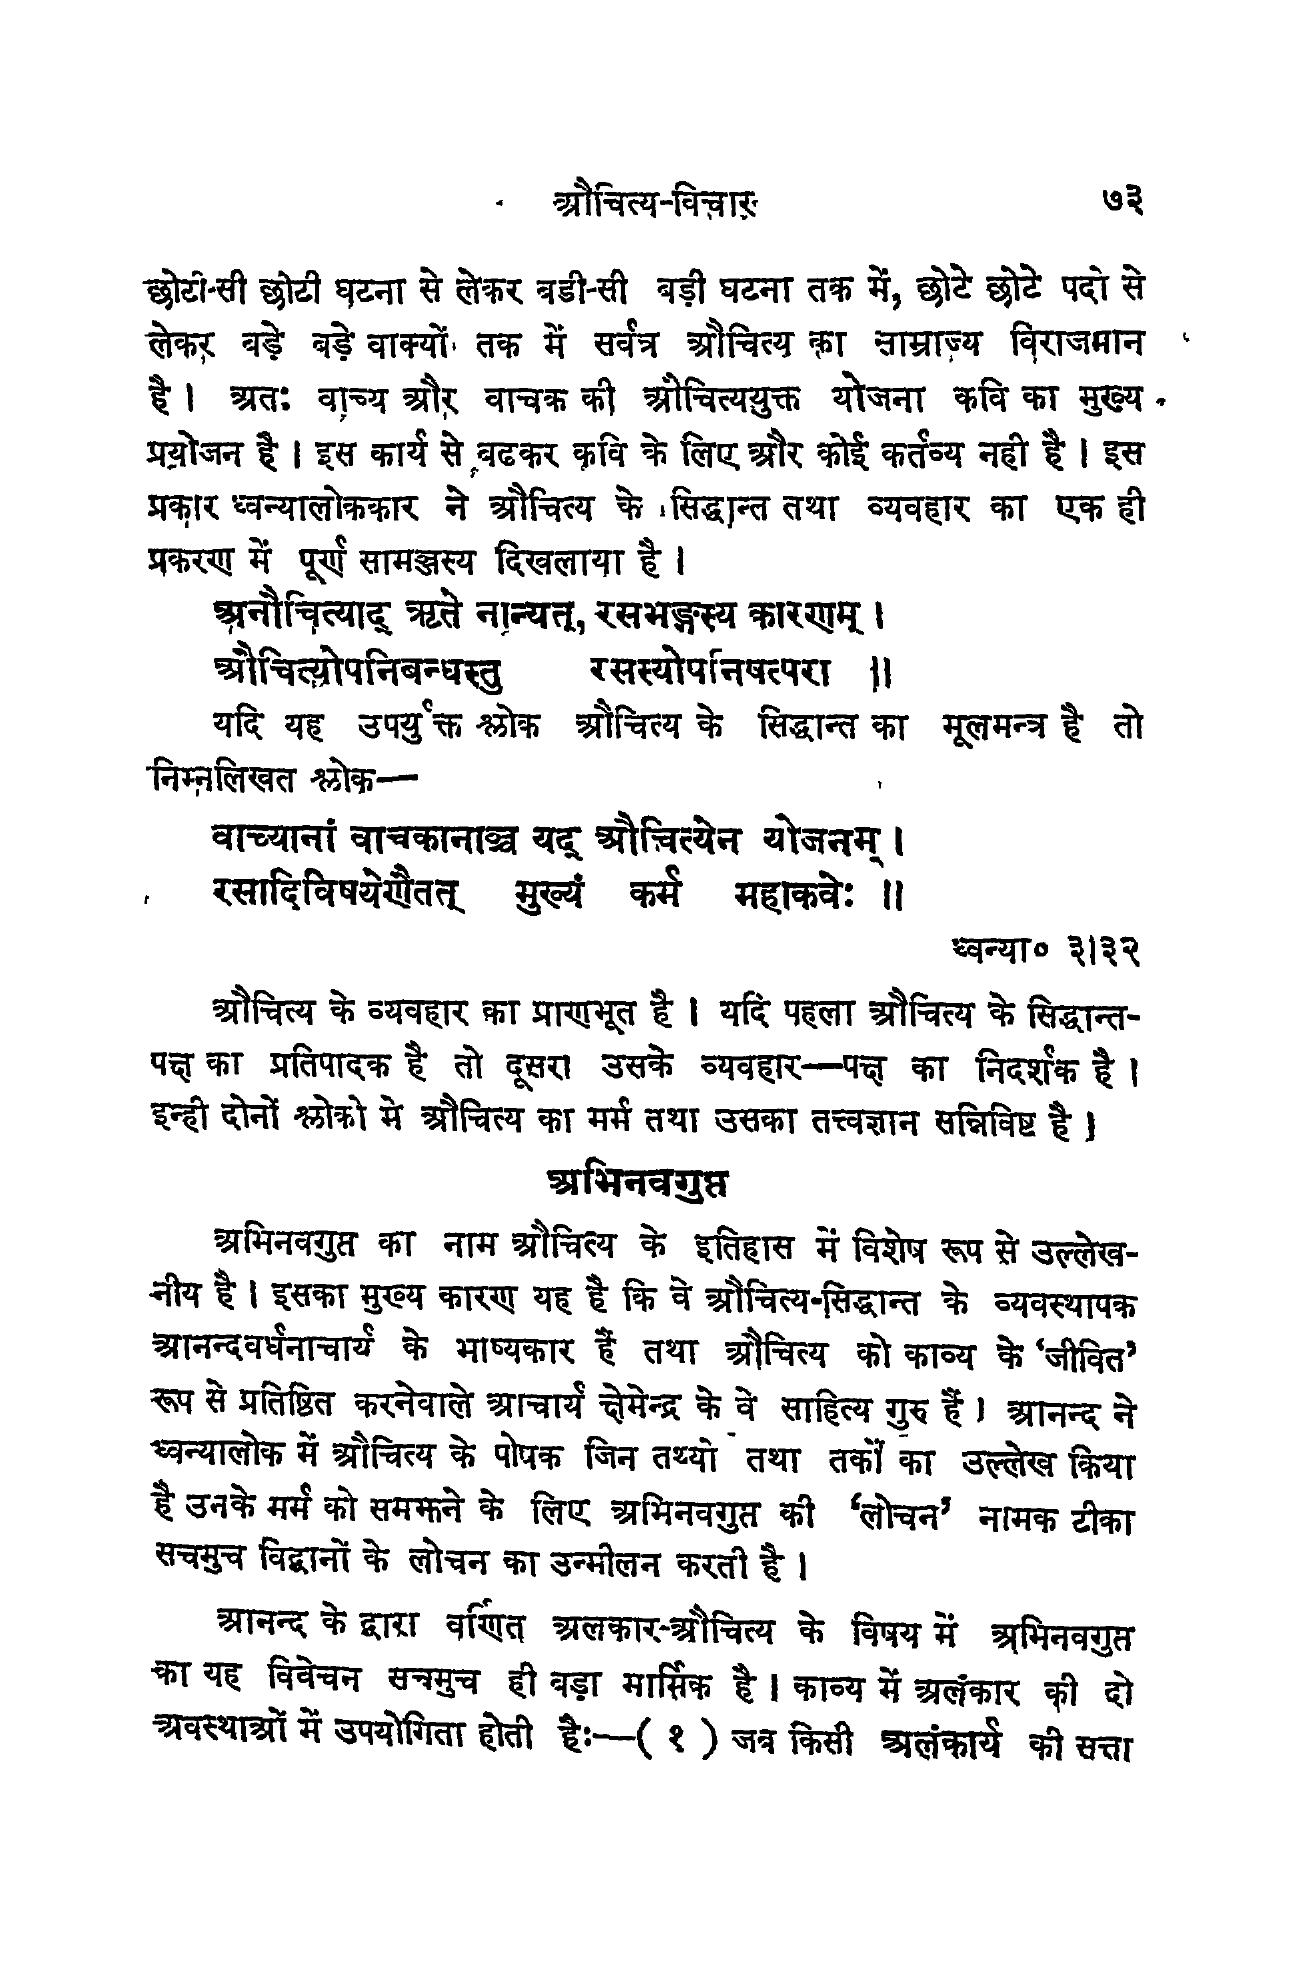 औचित्य-विचार ७३
छोटी-सी छोटी घटना से लेकर बडी-सी बड़ी घटना तक में, छोटे छोटे पदो से
लेकर बड़े बड़े वाक्यों तक में सर्वत्र औचित्य का साम्राज्य विराजमान
है। अतः वाच्य और वाचक की औचित्ययुक्त योजना कवि का मुख्य
प्रयोजन है। इस कार्य से बढकर कवि के लिए और कोई कर्तव्य नही है। इस
प्रकार ध्वन्यालोककार ने औचित्य के सिद्धान्त तथा व्यवहार का एक ही
प्रकरण में पूर्ण सामञ्जस्य दिखलाया है।
अनौचित्याद् ऋते नान्यत्, रसभङ्गस्य कारणम्।
औचित्योपनिबन्धस्तु रसस्योपनिषत्परा ॥
यदि यह उपर्युक्त श्लोक औचित्य के सिद्धान्त का मूलमन्त्र है तो
निम्नलिखत श्लोक—
वाच्यानां वाचकानाञ्च यद् औचित्येन योजनम्।
रसादिविषयेणैतत् मुख्यं कर्म महाकवेः ॥
ध्वन्या० ३।३२
औचित्य के व्यवहार का प्राणभूत है। यदि पहला औचित्य के सिद्धान्त-
पक्ष का प्रतिपादक है तो दूसरा उसके व्यवहार—पक्ष का निदर्शक है।
इन्ही दोनों श्लोको मे औचित्य का मर्म तथा उसका तत्त्वज्ञान सन्निविष्ट है।
अभिनवगुप्त
अभिनवगुप्त का नाम औचित्य के इतिहास में विशेष रूप से उल्लेख-
नीय है। इसका मुख्य कारण यह है कि वे औचित्य-सिद्धान्त के व्यवस्थापक
आनन्दवर्धनाचार्य के भाष्यकार हैं तथा औचित्य को काव्य के ‘जीवित’
रूप से प्रतिष्ठित करनेवाले आचार्य क्षेमेन्द्र के वे साहित्य गुरु हैं। आनन्द ने
ध्वन्यालोक में औचित्य के पोषक जिन तथ्यो तथा तर्कों का उल्लेख किया
है उनके मर्म को समझने के लिए अभिनवगुप्त की ‘लोचन’ नामक टीका
सचमुच विद्वानों के लोचन का उन्मीलन करती है।
आनन्द के द्वारा वर्णित अलकार-औचित्य के विषय में अभिनवगुप्त
का यह विवेचन सचमुच ही बड़ा मार्मिक है। काव्य में अलंकार की दो
अवस्थाओं में उपयोगिता होती हैः—( १ ) जब किसी अलंकार्य की सत्ता